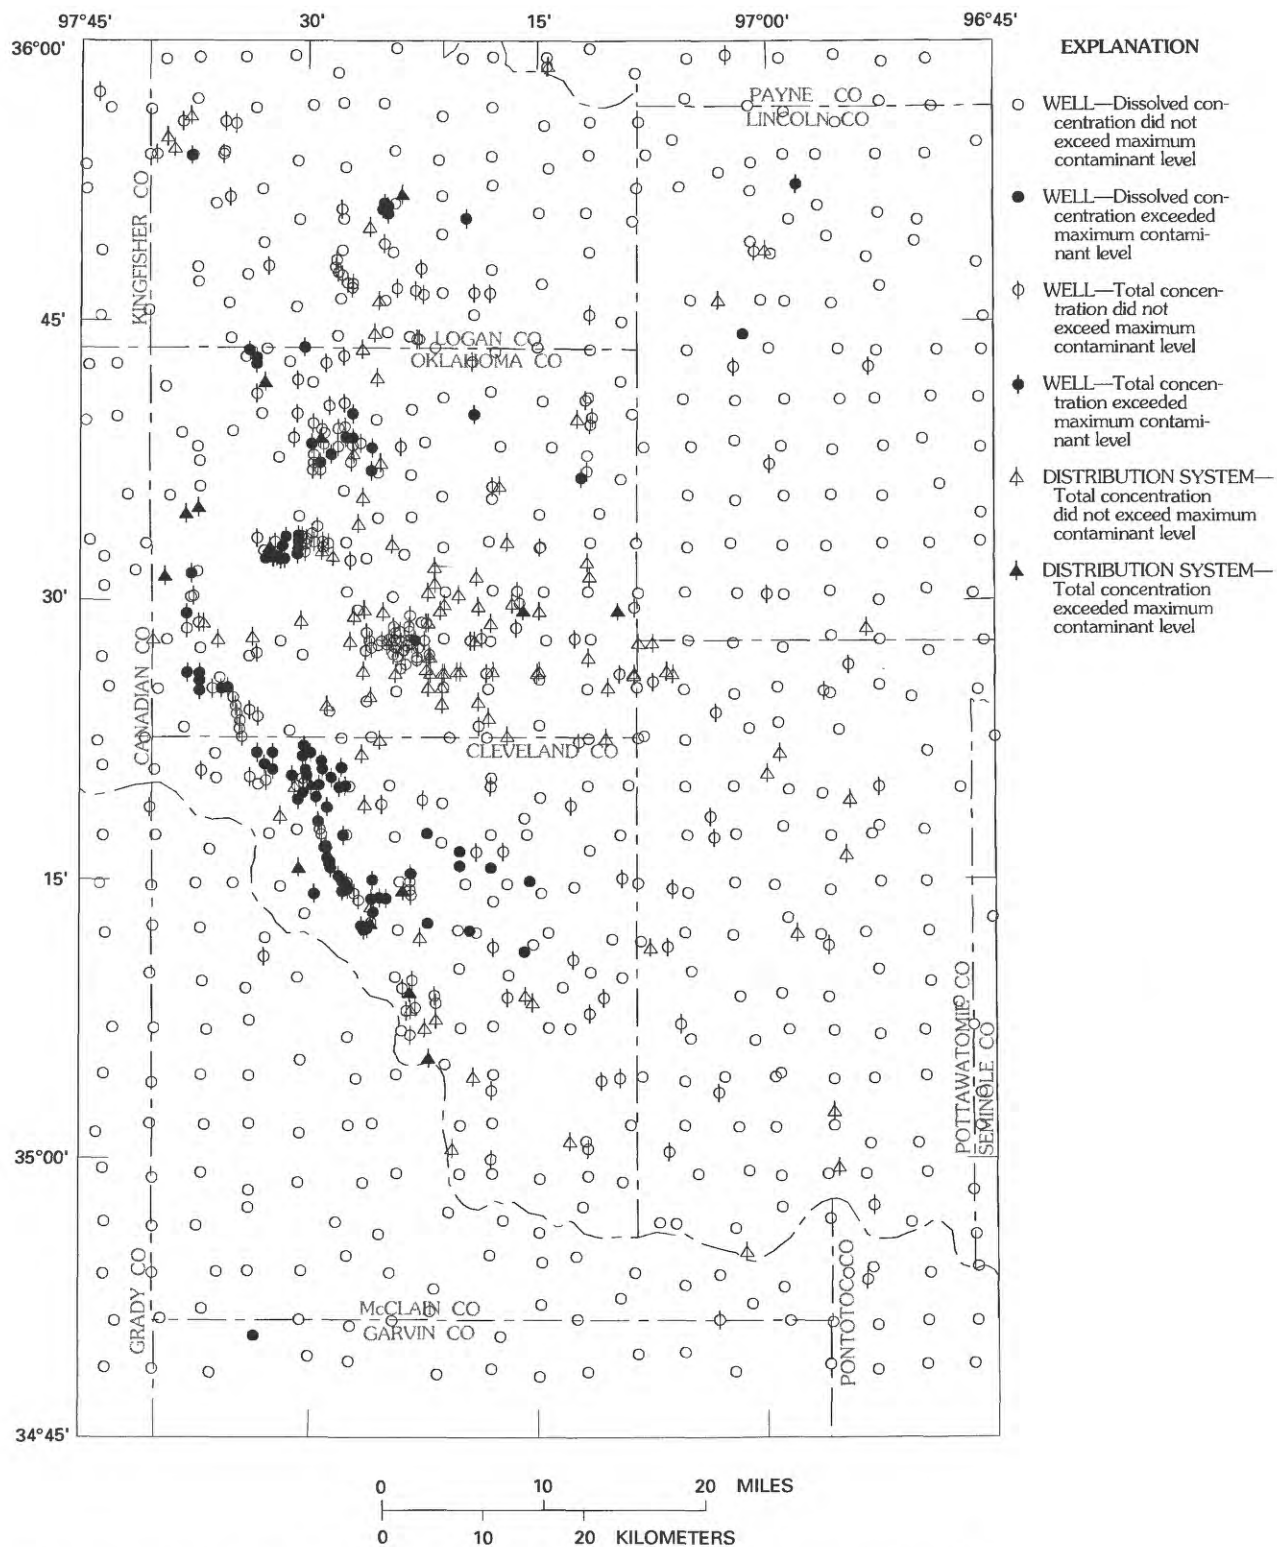 97°45' 30' 15' 97°00' 96°45'
36°00'
EXPLANATION
PAYNE CO
LINCOLN CO
WELL—Dissolved con-
centration did not
exceed maximum
contaminant level
WELL—Dissolved con-
centration exceeded
maximum contami-
nant level
WELL—Total concen-
tration did not
exceed maximum
contaminant level
WELL—Total concen-
tration exceeded
maximum contami-
nant level
DISTRIBUTION SYSTEM—
Total concentration
did not exceed maximum
contaminant level
DISTRIBUTION SYSTEM—
Total concentration
exceeded maximum
contaminant level
KINGFISHER CO
45'
LOGAN CO
OKLAHOMA CO
30'
CANADIAN CO
CLEVELAND CO
15'
POTTAWATOMIE CO
SEMINOLE CO
35°00'
GRADY CO
McCLAIN CO
GARVIN CO
PONTOTOC CO
34°45'
0 10 20 MILES
0 10 20 KILOMETERS